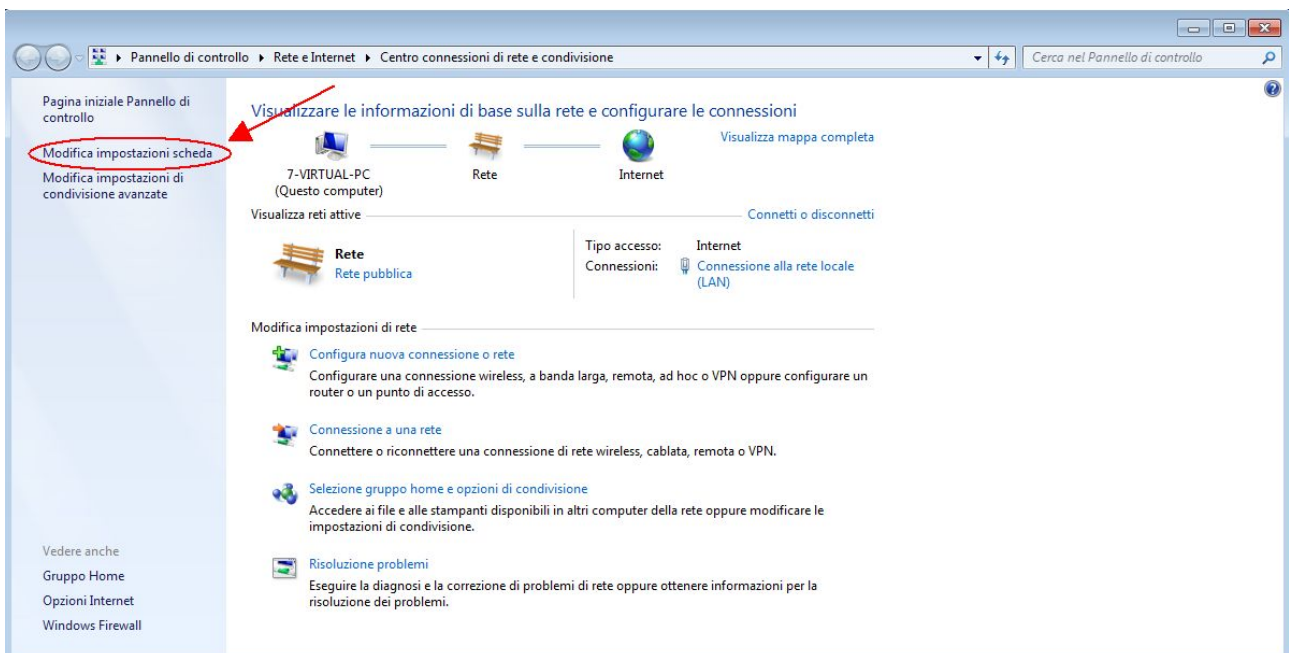 Pannello di controllo ▸ Rete e Internet ▸ Centro connessioni di rete e condivisione
Cerca nel Pannello di controllo
Pagina iniziale Pannello di
controllo
Modifica impostazioni scheda
Modifica impostazioni di
condivisione avanzate
Visualizzare le informazioni di base sulla rete e configurare le connessioni
Visualizza mappa completa
7-VIRTUAL-PC
(Questo computer)
Rete
Internet
Visualizza reti attive
Connetti o disconnetti
Rete
Rete pubblica
Tipo accesso: Internet
Connessioni: Connessione alla rete locale
(LAN)
Modifica impostazioni di rete
Configura nuova connessione o rete
Configurare una connessione wireless, a banda larga, remota, ad hoc o VPN oppure configurare un
router o un punto di accesso.
Connessione a una rete
Connettere o riconnettere una connessione di rete wireless, cablata, remota o VPN.
Selezione gruppo home e opzioni di condivisione
Accedere ai file e alle stampanti disponibili in altri computer della rete oppure modificare le
impostazioni di condivisione.
Risoluzione problemi
Eseguire la diagnosi e la correzione di problemi di rete oppure ottenere informazioni per la
risoluzione dei problemi.
Vedere anche
Gruppo Home
Opzioni Internet
Windows Firewall